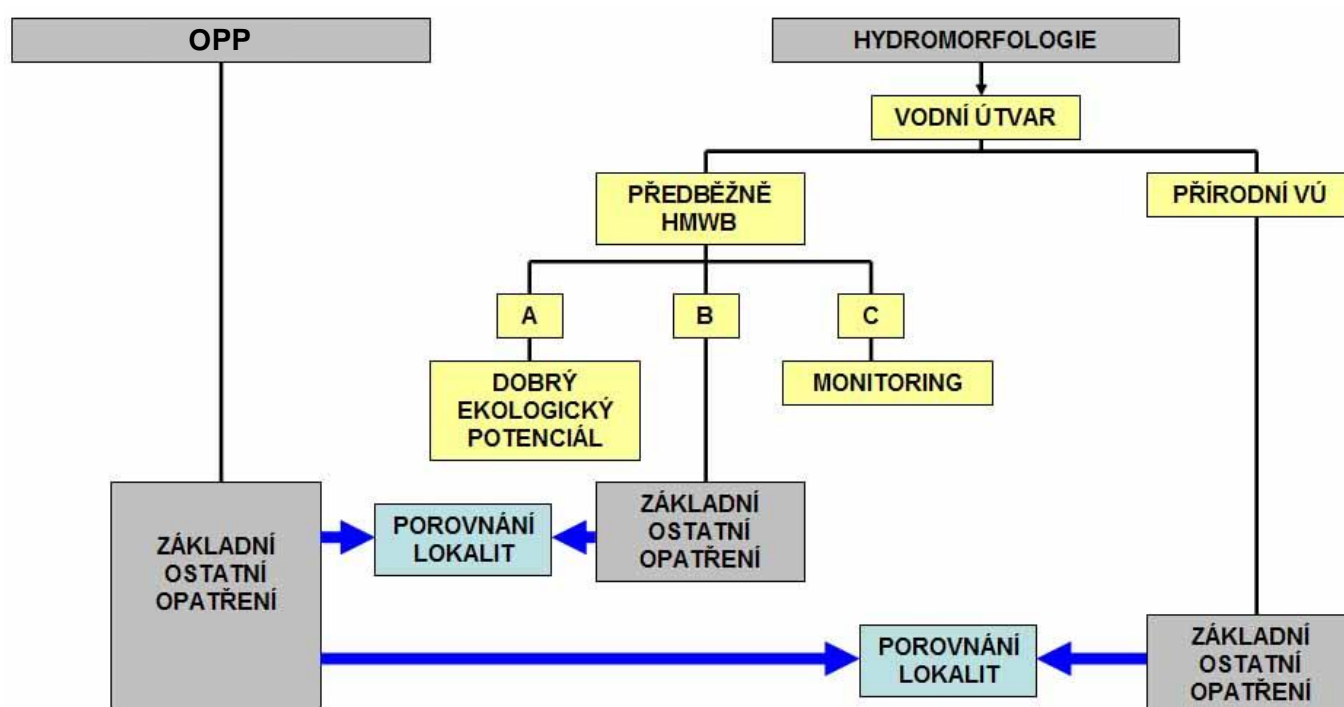 OPP
HYDROMORFOLOGIE
VODNÍ ÚTVAR
PŘEDBĚŽNĚ
HMWB
PŘÍRODNÍ VÚ
A
B
C
DOBRÝ
EKOLOGICKÝ
POTENCIÁL
MONITORING
ZÁKLADNÍ
OSTATNÍ
OPATŘENÍ
POROVNÁNÍ
LOKALIT
ZÁKLADNÍ
OSTATNÍ
OPATŘENÍ
POROVNÁNÍ
LOKALIT
ZÁKLADNÍ
OSTATNÍ
OPATŘENÍ